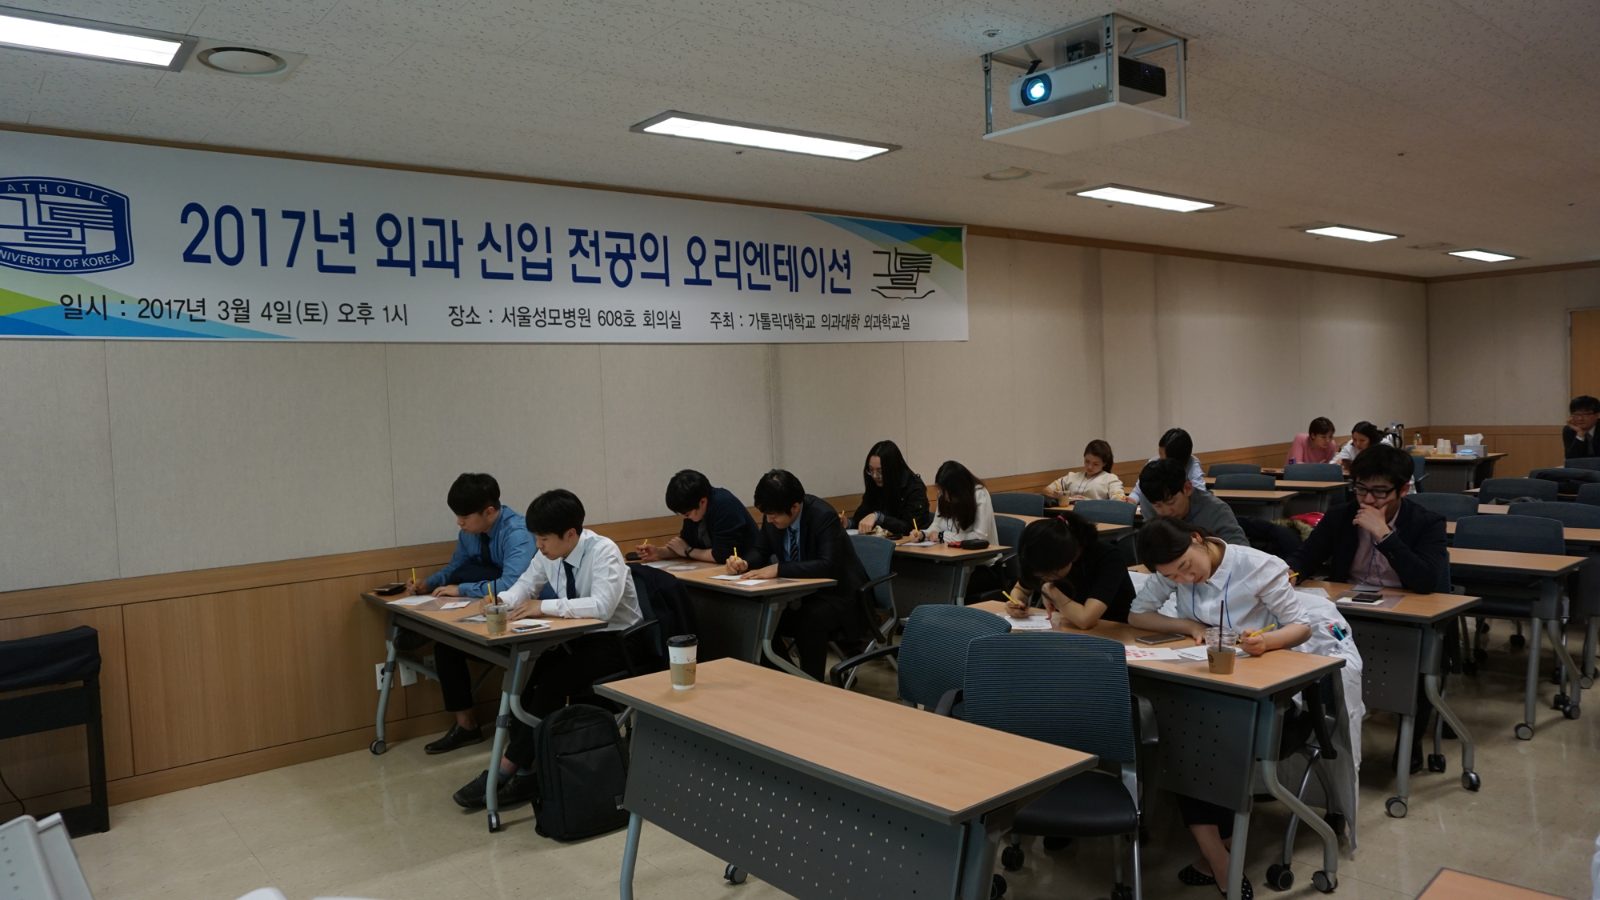 CATHOLIC
UNIVERSITY OF KOREA
2017년 외과 신입 전공의 오리엔테이션
일시 : 2017년 3월 4일(토) 오후 1시 장소 : 서울성모병원 608호 회의실 주최 : 가톨릭대학교 의과대학 외과학교실